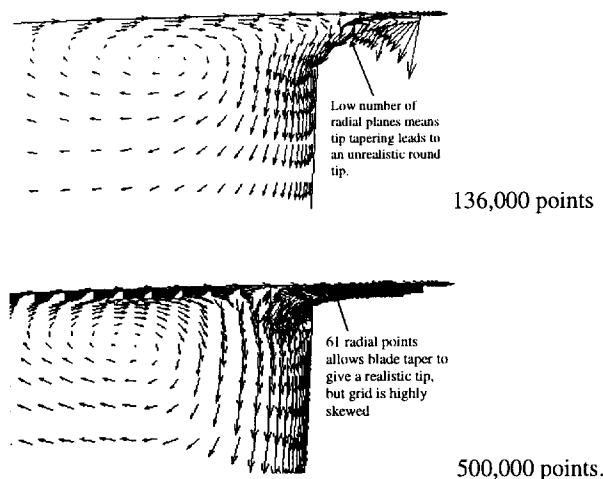 Low number of
radial planes means
tip tapering leads to
an unrealistic round
tip.
136,000 points
61 radial points
allows blade taper to
give a realistic tip,
but grid is highly
skewed
500,000 points.